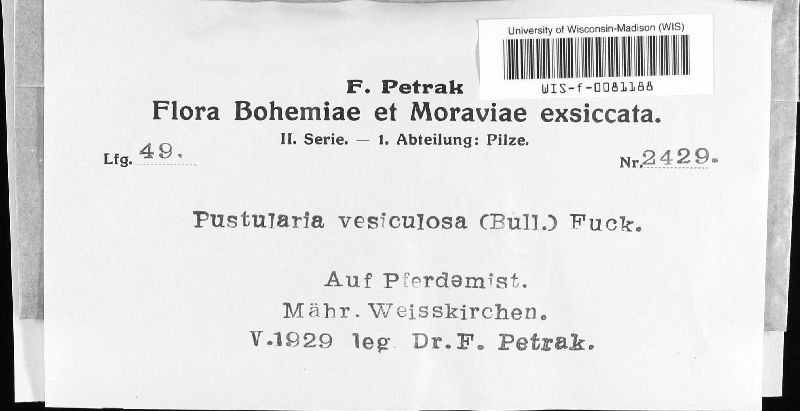 University of Wisconsin-Madison (WIS)
WIS-f-0081188
F. Petrak
Flora Bohemiae et Moraviae exsiccata.
II. Serie. — 1. Abteilung: Pilze.
Lfg. 49.
Nr. 2429.
Pustularia vesiculosa (Bull.) Fuck.
Auf Pferdemist.
Mähr. Weisskirchen.
V.1929 leg. Dr. F. Petrak.